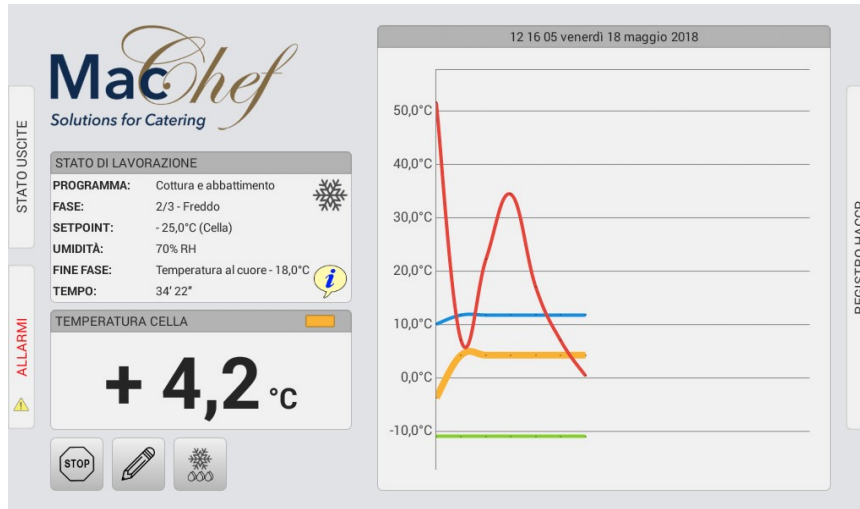 MacChef
Solutions for Catering
STATO USCITE
ALLARMI
STATO DI LAVORAZIONE
PROGRAMMA: Cottura e abbattimento
FASE: 2/3 - Freddo
SETPOINT: - 25,0°C (Cella)
UMIDITÀ: 70% RH
FINE FASE: Temperatura al cuore - 18,0°C
i
TEMPO: 34' 22"
TEMPERATURA CELLA
+ 4,2 °C
STOP
12 16 05 venerdì 18 maggio 2018
50,0°C
40,0°C
30,0°C
20,0°C
10,0°C
0,0°C
-10,0°C
REGISTRO HACCP